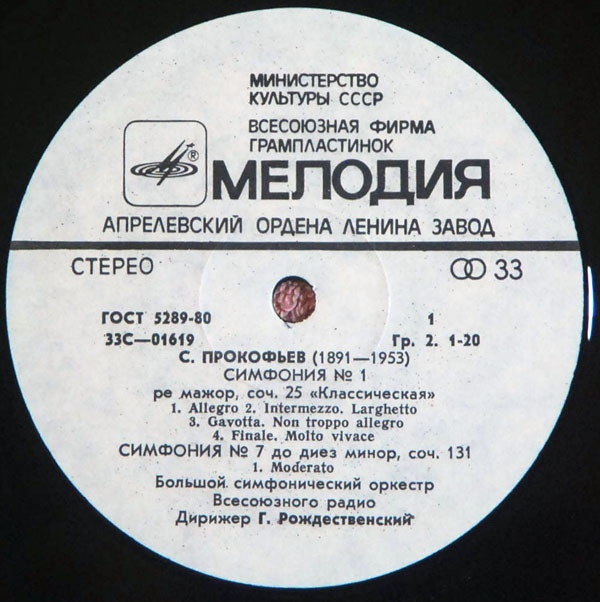 МИНИСТЕРСТВО
КУЛЬТУРЫ СССР
ВСЕСОЮЗНАЯ ФИРМА
ГРАМПЛАСТИНОК
®
МЕЛОДИЯ
АПРЕЛЕВСКИЙ ОРДЕНА ЛЕНИНА ЗАВОД
СТЕРЕО
33
ГОСТ 5289-80
1
33С—01619
Гр. 2. 1-20
С. ПРОКОФЬЕВ (1891—1953)
СИМФОНИЯ № 1
ре мажор, соч. 25 «Классическая»
1. Allegro 2. Intermezzo. Larghetto
3. Gavotta. Non troppo allegro
4. Finale. Molto vivace
СИМФОНИЯ № 7 до диез минор, соч. 131
1. Moderato
Большой симфонический оркестр
Всесоюзного радио
Дирижер Г. Рождественский